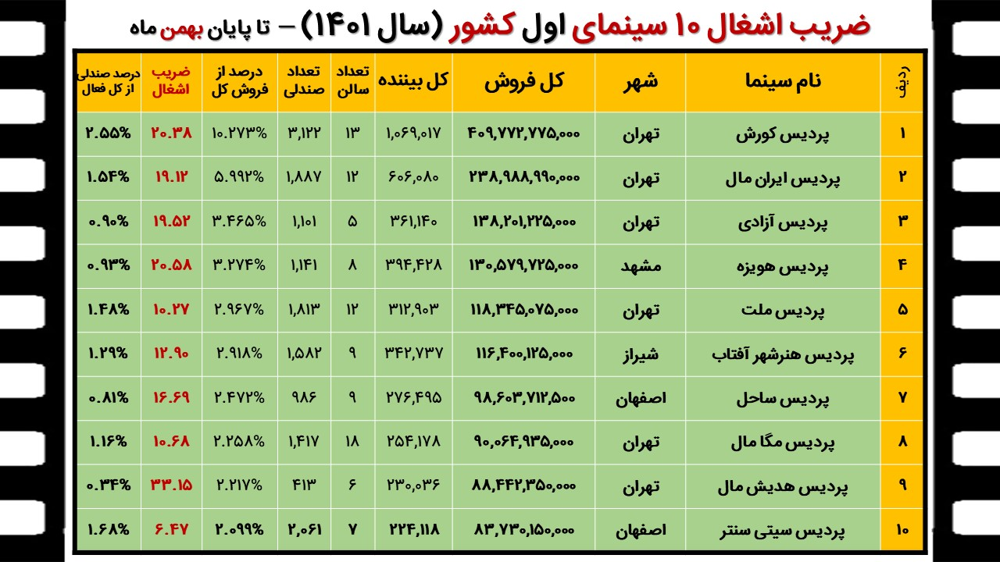 ضریب اشغال ۱۰ سینمای اول کشور (سال ۱۴۰۱) – تا پایان بهمن ماه
ردیف نام سینما شهر کل فروش کل بیننده تعداد سالن تعداد صندلی درصد از فروش کل ضریب اشغال درصد صندلی از کل فعال
۱ پردیس کورش تهران ۴۰۹,۷۷۲,۷۷۵,۰۰۰ ۱,۰۶۹,۰۱۷ ۱۳ ۳,۱۲۲ ۱۰.۲۷۳% ۲۰.۳۸ ۲.۵۵%
۲ پردیس ایران مال تهران ۲۳۸,۹۸۸,۹۹۰,۰۰۰ ۶۰۶,۰۸۰ ۱۲ ۱,۸۸۷ ۵.۹۹۲% ۱۹.۱۲ ۱.۵۴%
۳ پردیس آزادی تهران ۱۳۸,۲۰۱,۲۲۵,۰۰۰ ۳۶۱,۱۴۰ ۵ ۱,۱۰۱ ۳.۴۶۵% ۱۹.۵۲ ۰.۹۰%
۴ پردیس هویزه مشهد ۱۳۰,۵۷۹,۷۲۵,۰۰۰ ۳۹۴,۴۲۸ ۸ ۱,۱۴۱ ۳.۲۷۴% ۲۰.۵۸ ۰.۹۳%
۵ پردیس ملت تهران ۱۱۸,۳۴۵,۰۷۵,۰۰۰ ۳۱۲,۹۰۳ ۱۲ ۱,۸۱۳ ۲.۹۶۷% ۱۰.۲۷ ۱.۴۸%
۶ پردیس هنرشهر آفتاب شیراز ۱۱۶,۴۰۰,۱۲۵,۰۰۰ ۳۴۲,۷۳۷ ۹ ۱,۵۸۲ ۲.۹۱۸% ۱۲.۹۰ ۱.۲۹%
۷ پردیس ساحل اصفهان ۹۸,۶۰۳,۷۱۲,۵۰۰ ۲۷۶,۴۹۵ ۹ ۹۸۶ ۲.۴۷۲% ۱۶.۶۹ ۰.۸۱%
۸ پردیس مگا مال تهران ۹۰,۰۶۴,۹۳۵,۰۰۰ ۲۵۴,۱۷۸ ۱۸ ۱,۴۱۷ ۲.۲۵۸% ۱۰.۶۸ ۱.۱۶%
۹ پردیس هدیش مال تهران ۸۸,۴۴۲,۳۵۰,۰۰۰ ۲۳۰,۰۳۶ ۶ ۴۱۳ ۲.۲۱۷% ۳۳.۱۵ ۰.۳۴%
۱۰ پردیس سیتی سنتر اصفهان ۸۳,۷۳۰,۱۵۰,۰۰۰ ۲۲۴,۱۱۸ ۷ ۲,۰۶۱ ۲.۰۹۹% ۶.۴۷ ۱.۶۸%